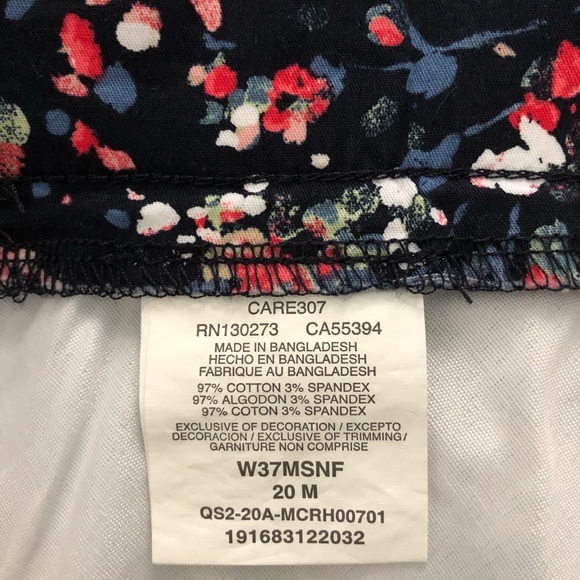 CARE307
RN130273 CA55394
MADE IN BANGLADESH
HECHO EN BANGLADESH
FABRIQUE AU BANGLADESH
97% COTTON 3% SPANDEX
97% ALGODON 3% SPANDEX
97% COTON 3% SPANDEX
EXCLUSIVE OF DECORATION / EXCEPTO
DECORACION / EXCLUSIVE OF TRIMMING/
GARNITURE NON COMPRISE
W37MSNF
20 M
QS2-20A-MCRH00701
191683122032